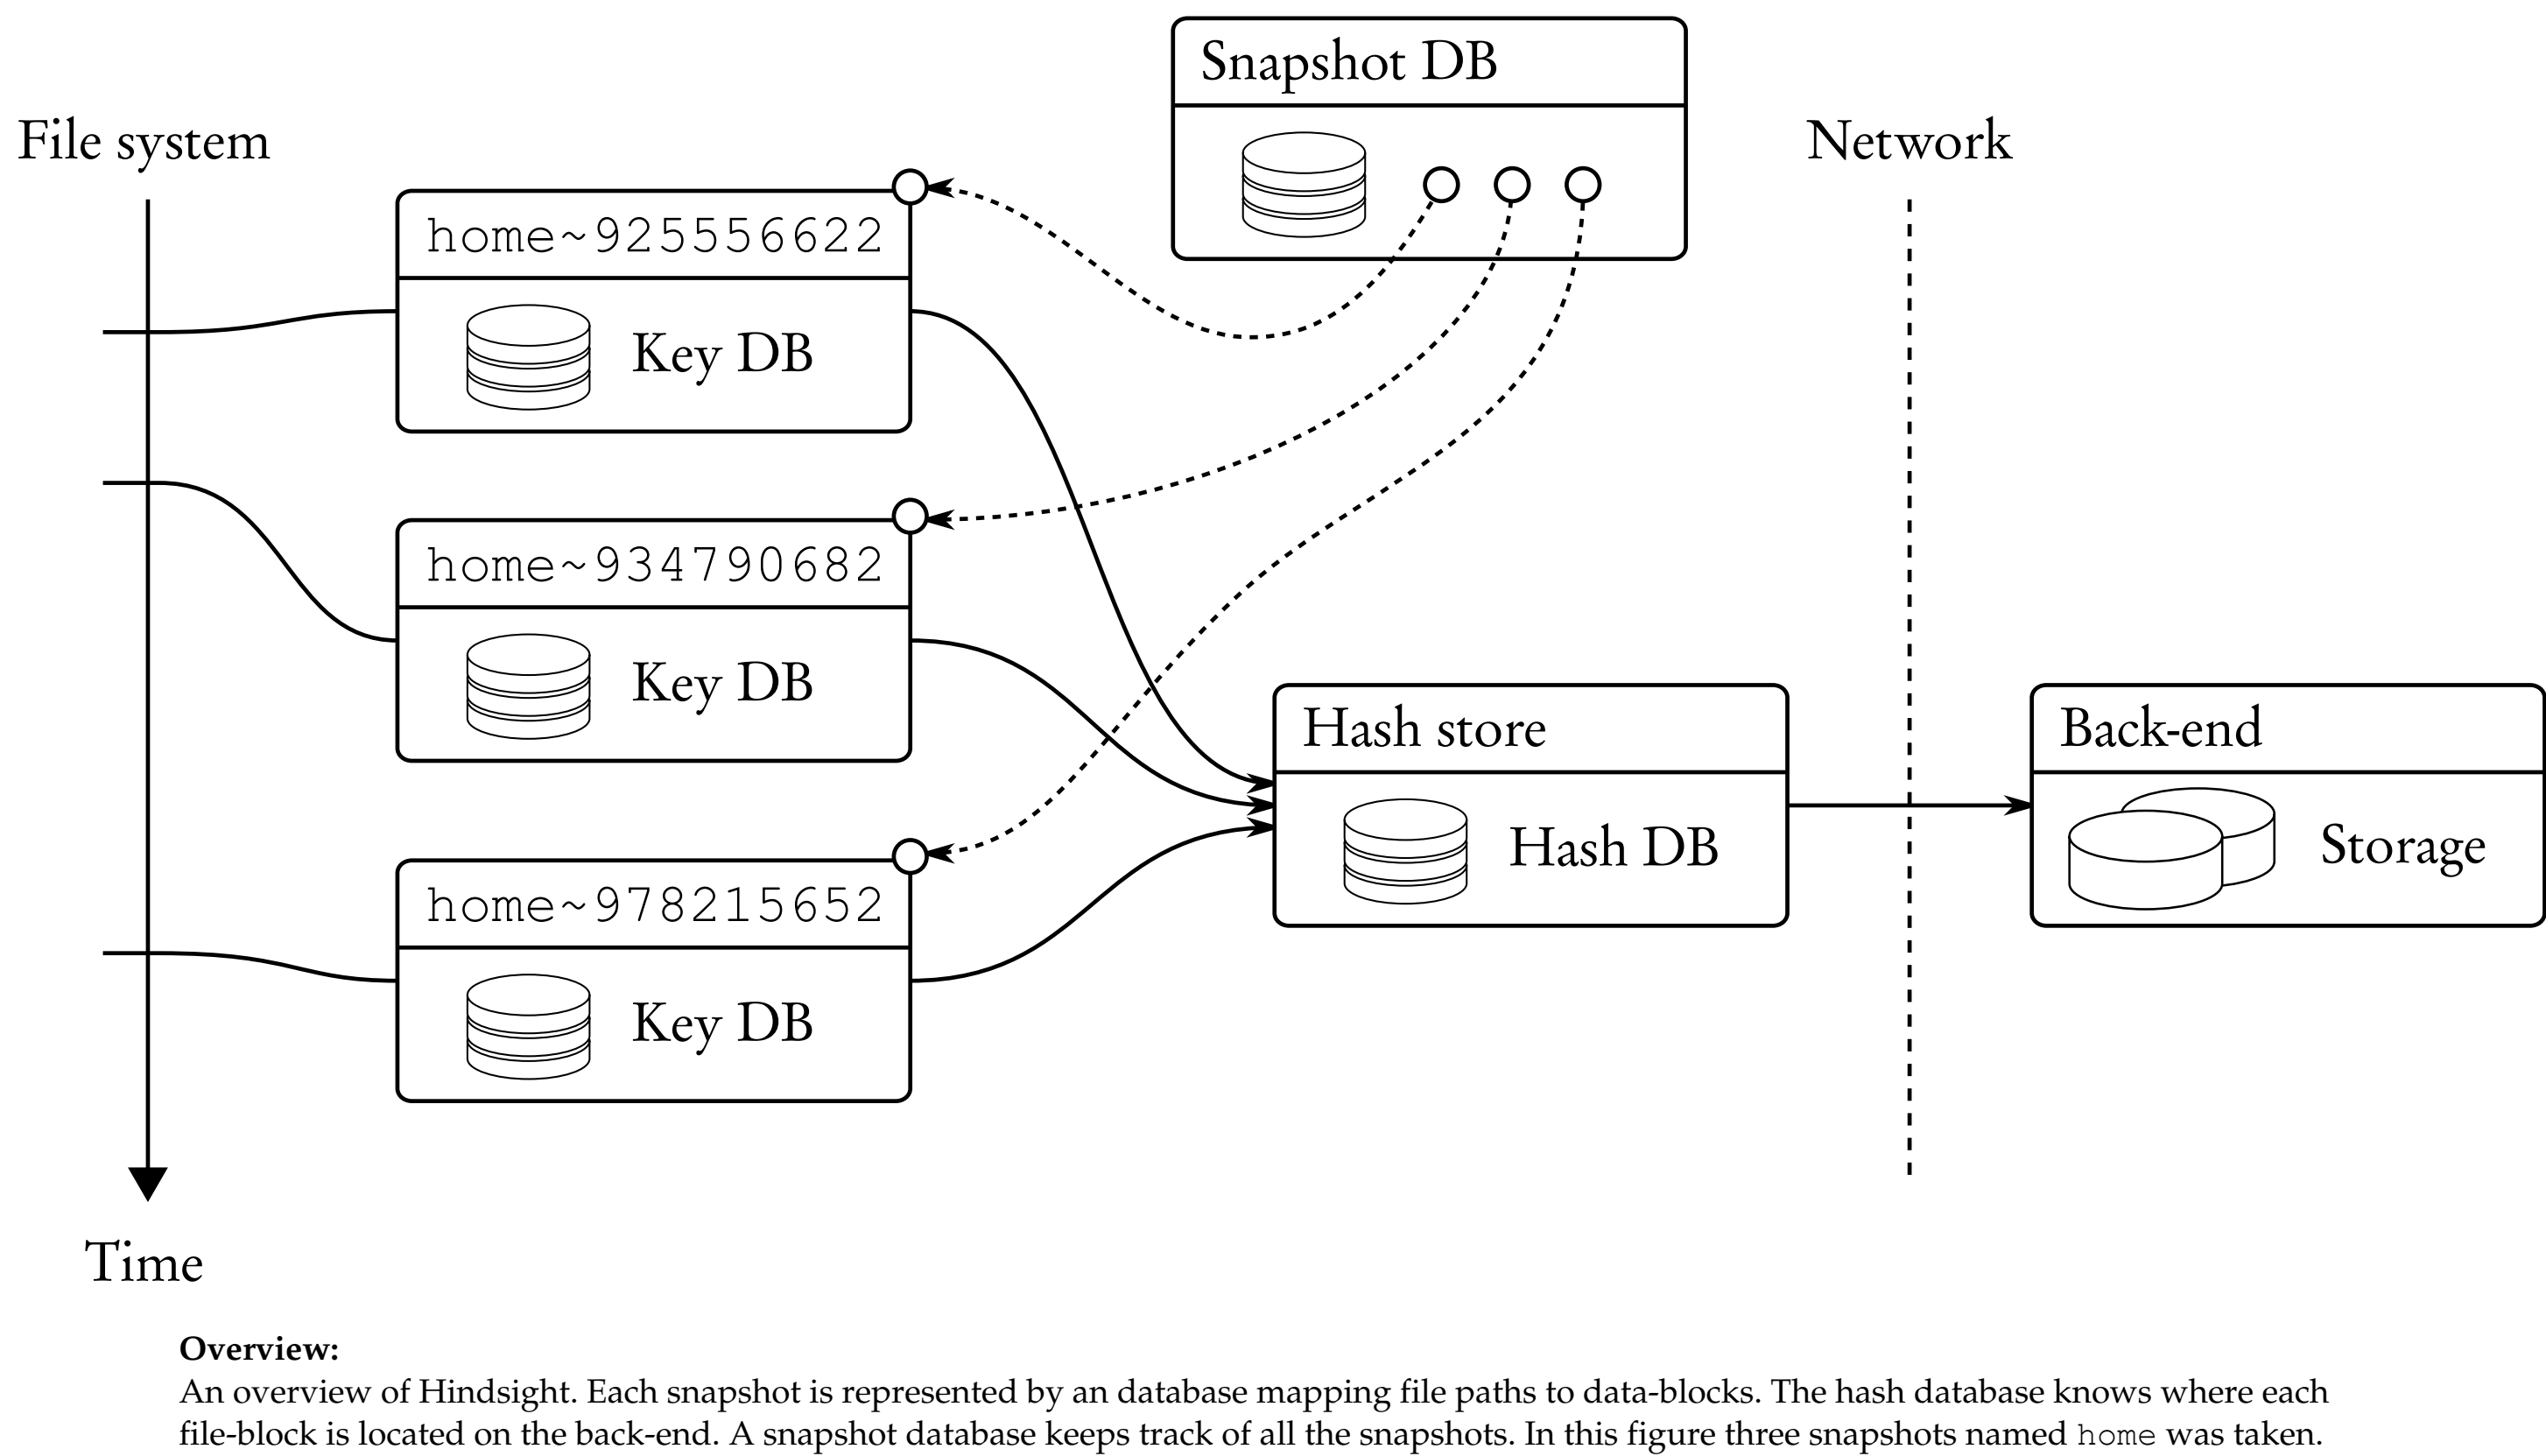 Snapshot DB
File system
Network
home~925556622
Key DB
home~934790682
Key DB
Hash store
Hash DB
Back-end
Storage
home~978215652
Key DB
Time
Overview:
An overview of Hindsight. Each snapshot is represented by an database mapping file paths to data-blocks. The hash database knows where each
file-block is located on the back-end. A snapshot database keeps track of all the snapshots. In this figure three snapshots named home was taken.